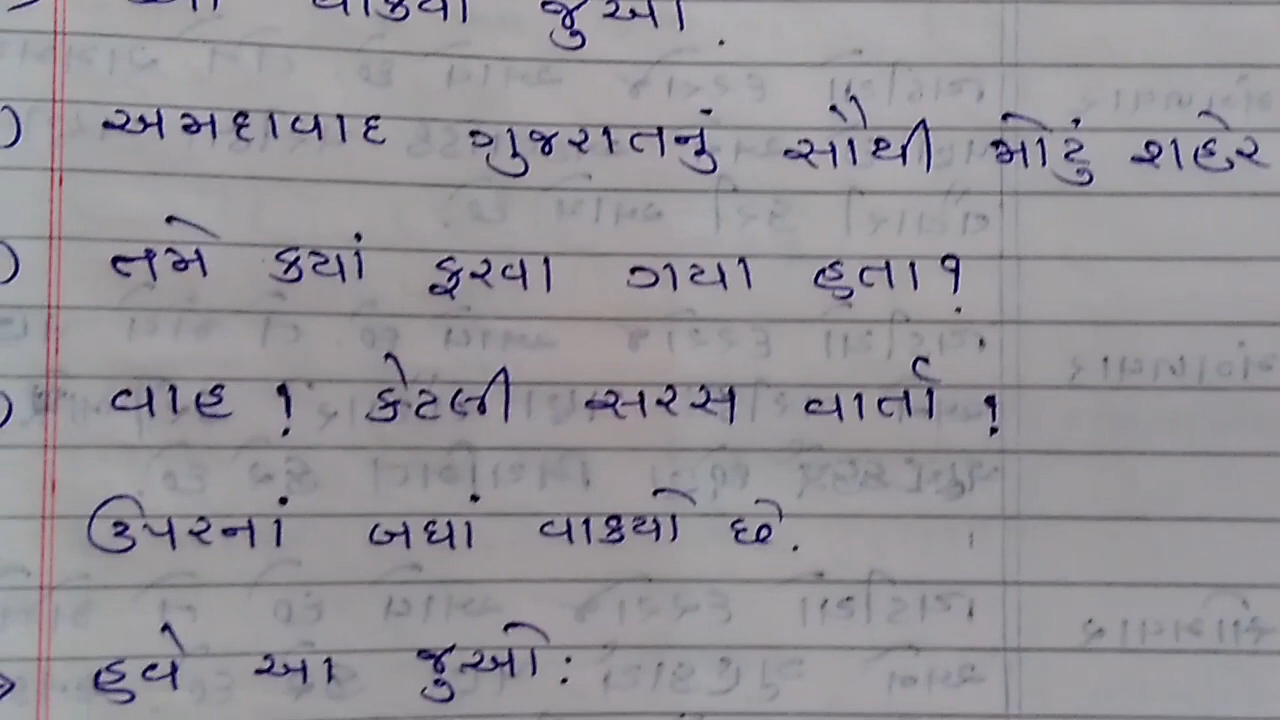 આ વાક્યો જુઓ.
અમદાવાદ ગુજરાતનું સૌથી મોટું શહેર
તમે ક્યાં ફરવા ગયા હતા?
વાહ ! કેટલી સરસ વાર્તા !
ઉપરનાં બધાં વાક્યો છે.
હવે આ જુઓ: